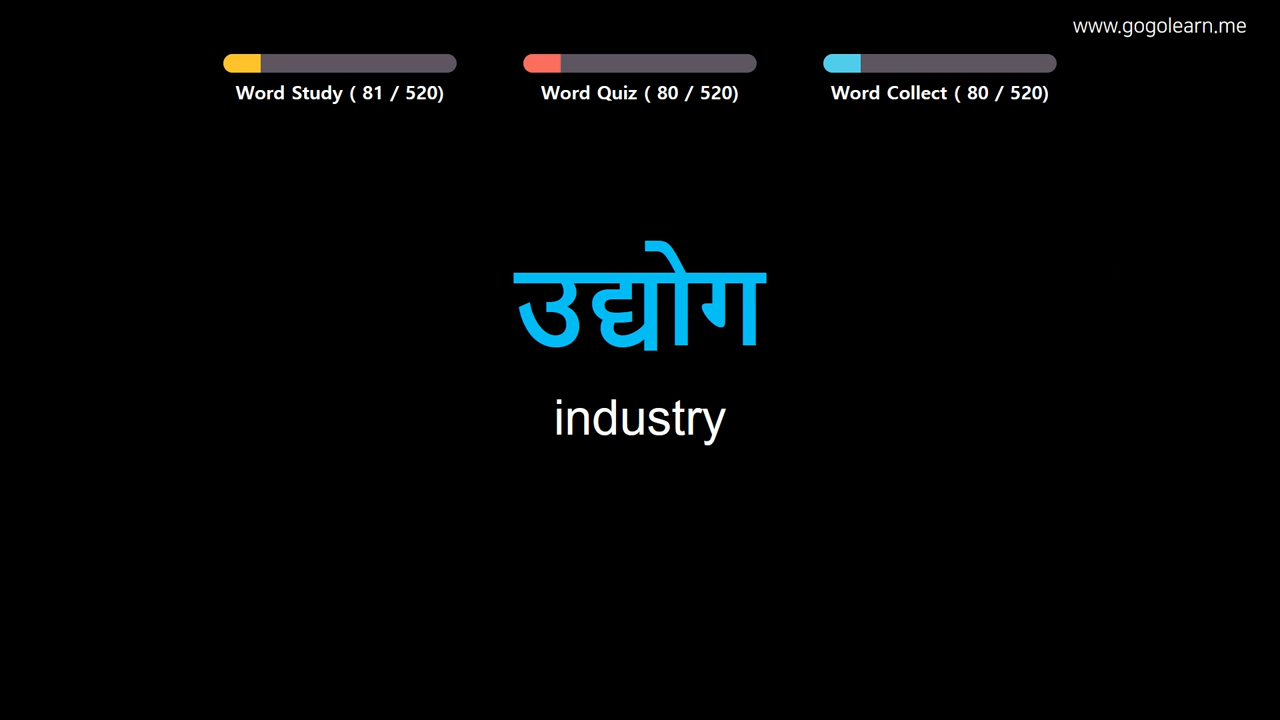 www.gogolearn.me
Word Study ( 81 / 520)
Word Quiz ( 80 / 520)
Word Collect ( 80 / 520)
उद्योग
industry